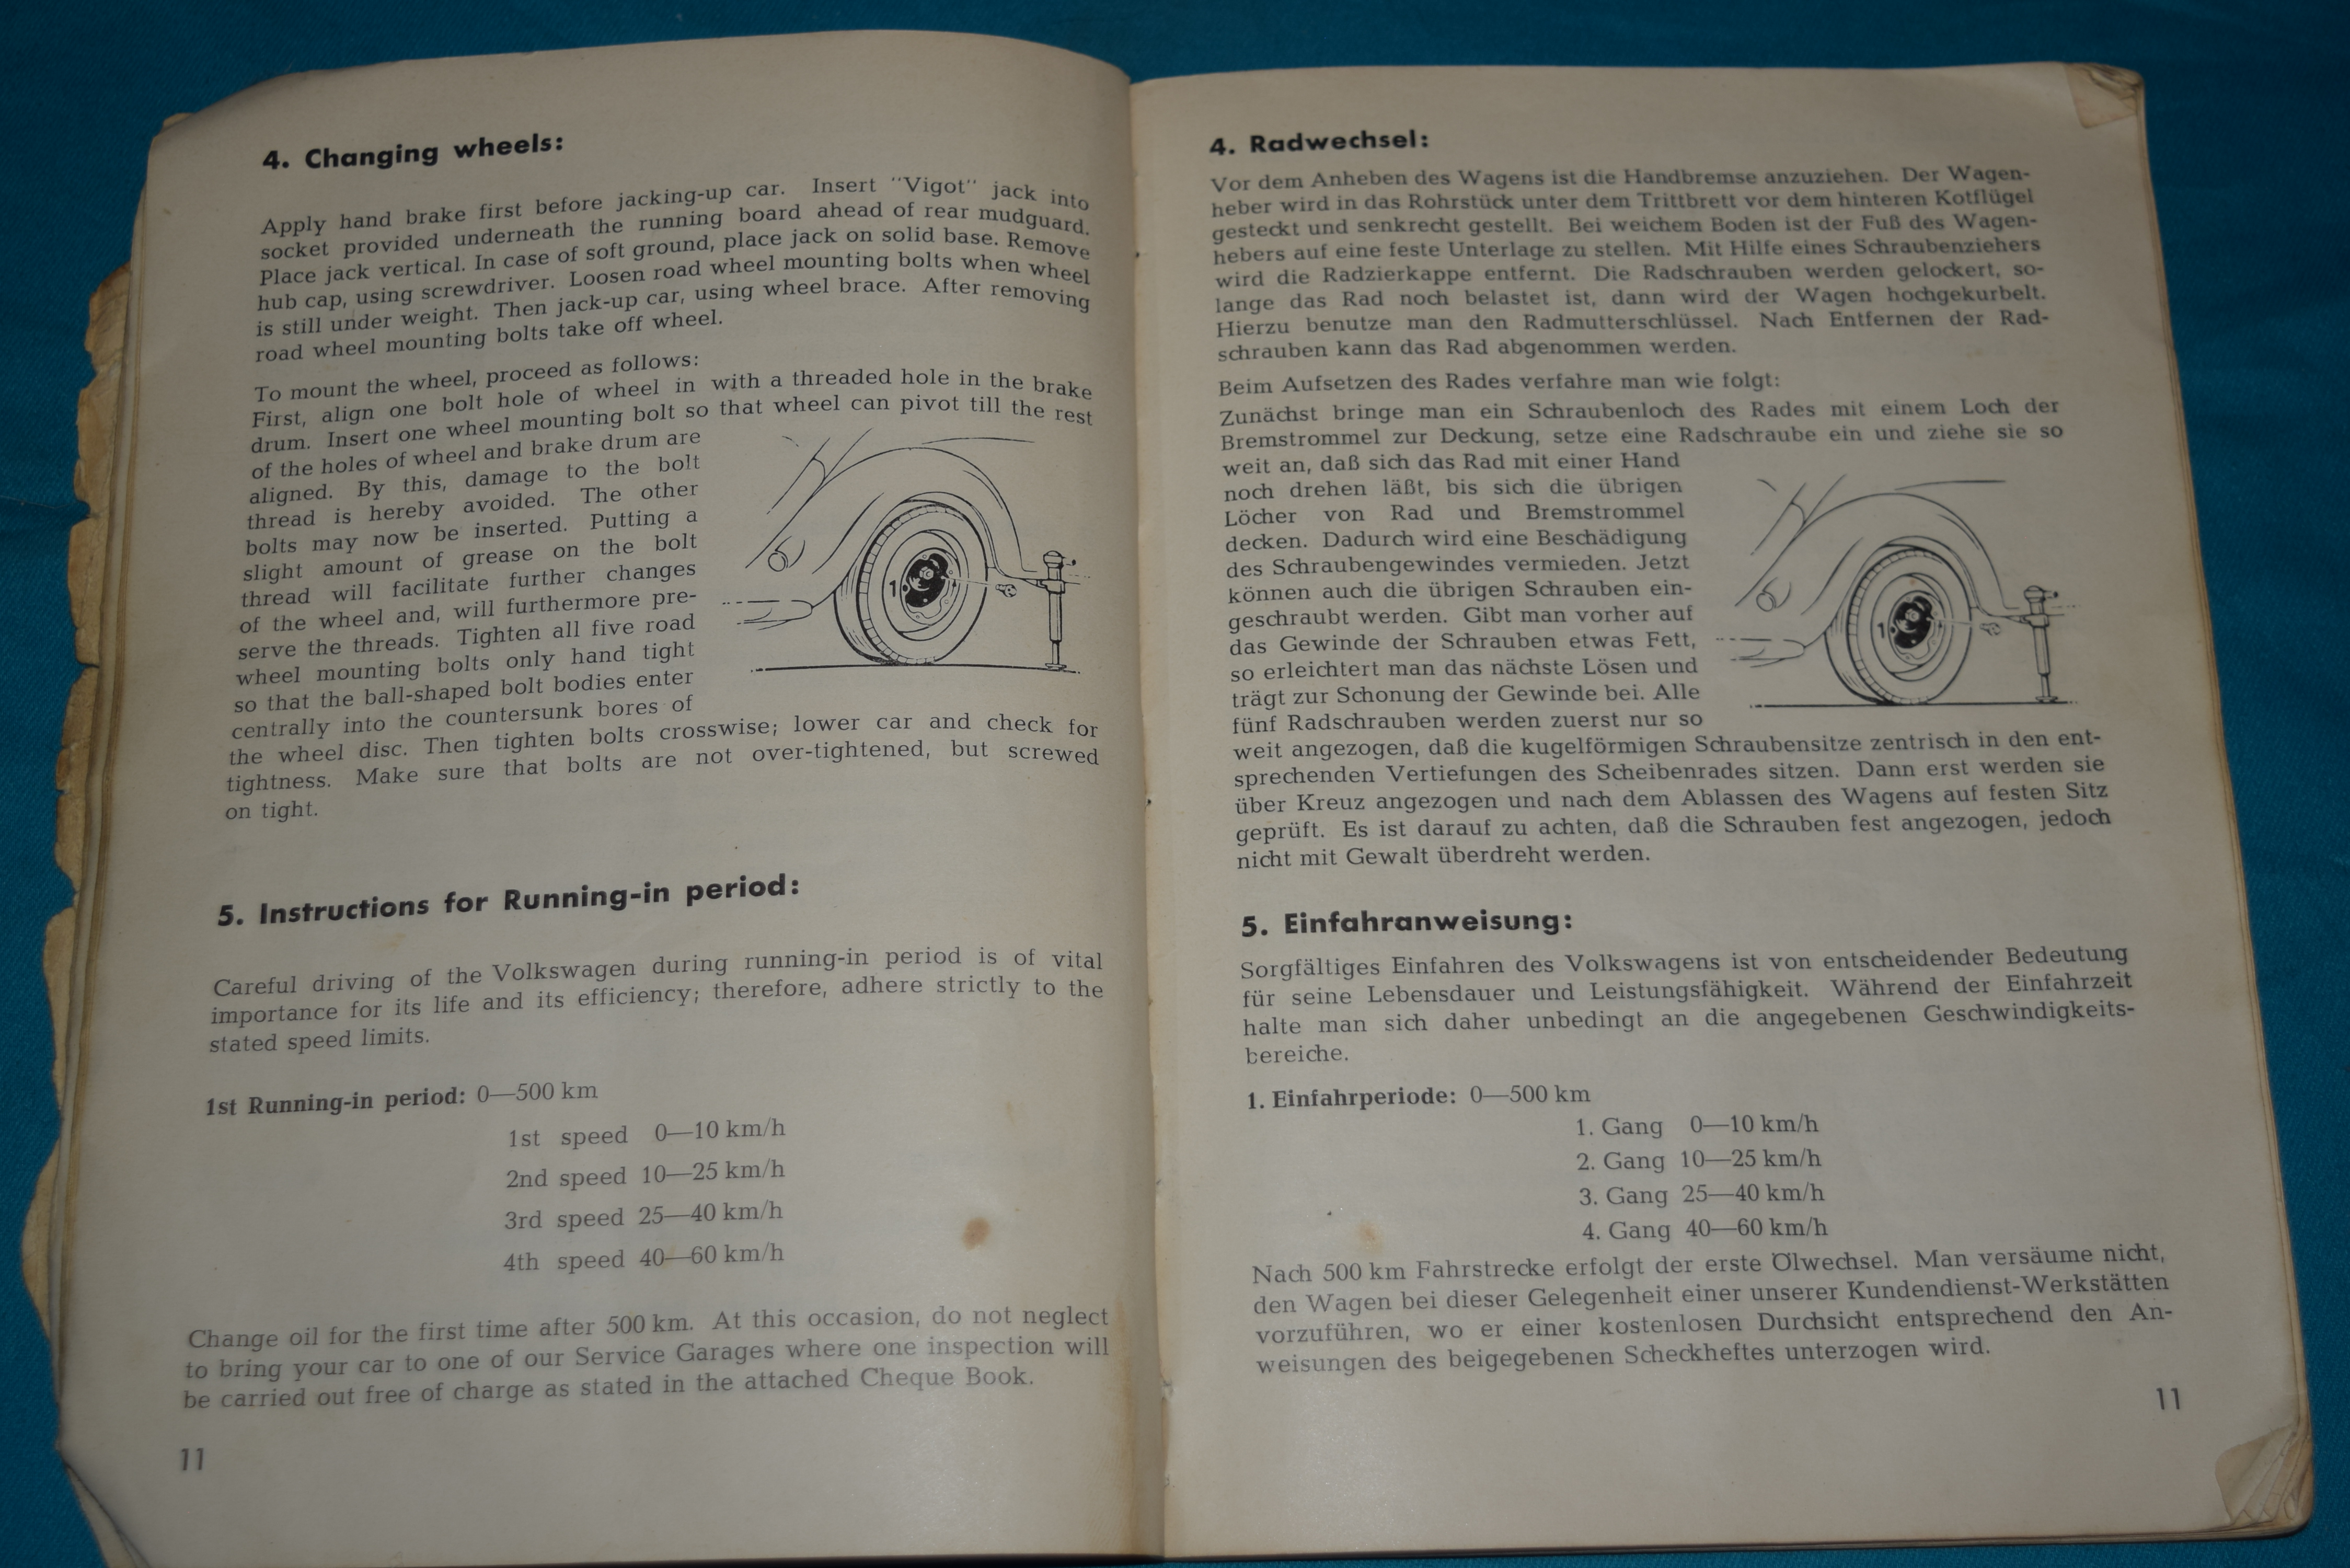 4. Changing wheels:
Apply hand brake first before jacking-up car. Insert "Vigot" jack into
socket provided underneath the running board ahead of rear mudguard.
Place jack vertical. In case of soft ground, place jack on solid base. Remove
hub cap, using screwdriver. Loosen road wheel mounting bolts when wheel
is still under weight. Then jack-up car, using wheel brace. After removing
road wheel mounting bolts take off wheel.
To mount the wheel, proceed as follows:
First, align one bolt hole of wheel in with a threaded hole in the brake
drum. Insert one wheel mounting bolt so that wheel can pivot till the rest
of the holes of wheel and brake drum are
aligned. By this, damage to the bolt
thread is hereby avoided. The other
bolts may now be inserted. Putting a
slight amount of grease on the bolt
thread will facilitate further changes
of the wheel and, will furthermore pre-
serve the threads. Tighten all five road
wheel mounting bolts only hand tight
so that the ball-shaped bolt bodies enter
centrally into the countersunk bores of
the wheel disc. Then tighten bolts crosswise; lower car and check for
tightness. Make sure that bolts are not over-tightened, but screwed
on tight.
1
5. Instructions for Running-in period:
Careful driving of the Volkswagen during running-in period is of vital
importance for its life and its efficiency; therefore, adhere strictly to the
stated speed limits.
1st Running-in period: 0—500 km
1st speed 0—10 km/h
2nd speed 10—25 km/h
3rd speed 25—40 km/h
4th speed 40—60 km/h
Change oil for the first time after 500 km. At this occasion, do not neglect
to bring your car to one of our Service Garages where one inspection will
be carried out free of charge as stated in the attached Cheque Book.
11
4. Radwechsel:
Vor dem Anheben des Wagens ist die Handbremse anzuziehen. Der Wagen-
heber wird in das Rohrstück unter dem Trittbrett vor dem hinteren Kotflügel
gesteckt und senkrecht gestellt. Bei weichem Boden ist der Fuß des Wagen-
hebers auf eine feste Unterlage zu stellen. Mit Hilfe eines Schraubenziehers
wird die Radzierkappe entfernt. Die Radschrauben werden gelockert, so-
lange das Rad noch belastet ist, dann wird der Wagen hochgekurbelt.
Hierzu benutze man den Radmutterschlüssel. Nach Entfernen der Rad-
schrauben kann das Rad abgenommen werden.
Beim Aufsetzen des Rades verfahre man wie folgt:
Zunächst bringe man ein Schraubenloch des Rades mit einem Loch der
Bremstrommel zur Deckung, setze eine Radschraube ein und ziehe sie so
weit an, daß sich das Rad mit einer Hand
noch drehen läßt, bis sich die übrigen
Löcher von Rad und Bremstrommel
decken. Dadurch wird eine Beschädigung
des Schraubengewindes vermieden. Jetzt
können auch die übrigen Schrauben ein-
geschraubt werden. Gibt man vorher auf
das Gewinde der Schrauben etwas Fett,
so erleichtert man das nächste Lösen und
trägt zur Schonung der Gewinde bei. Alle
fünf Radschrauben werden zuerst nur so
weit angezogen, daß die kugelförmigen Schraubensitze zentrisch in den ent-
sprechenden Vertiefungen des Scheibenrades sitzen. Dann erst werden sie
über Kreuz angezogen und nach dem Ablassen des Wagens auf festen Sitz
geprüft. Es ist darauf zu achten, daß die Schrauben fest angezogen, jedoch
nicht mit Gewalt überdreht werden.
1
5. Einfahranweisung:
Sorgfältiges Einfahren des Volkswagens ist von entscheidender Bedeutung
für seine Lebensdauer und Leistungsfähigkeit. Während der Einfahrzeit
halte man sich daher unbedingt an die angegebenen Geschwindigkeits-
bereiche.
1. Einfahrperiode: 0—500 km
1. Gang 0—10 km/h
2. Gang 10—25 km/h
3. Gang 25—40 km/h
4. Gang 40—60 km/h
Nach 500 km Fahrstrecke erfolgt der erste Ölwechsel. Man versäume nicht,
den Wagen bei dieser Gelegenheit einer unserer Kundendienst-Werkstätten
vorzuführen, wo er einer kostenlosen Durchsicht entsprechend den An-
weisungen des beigegebenen Scheckheftes unterzogen wird.
11